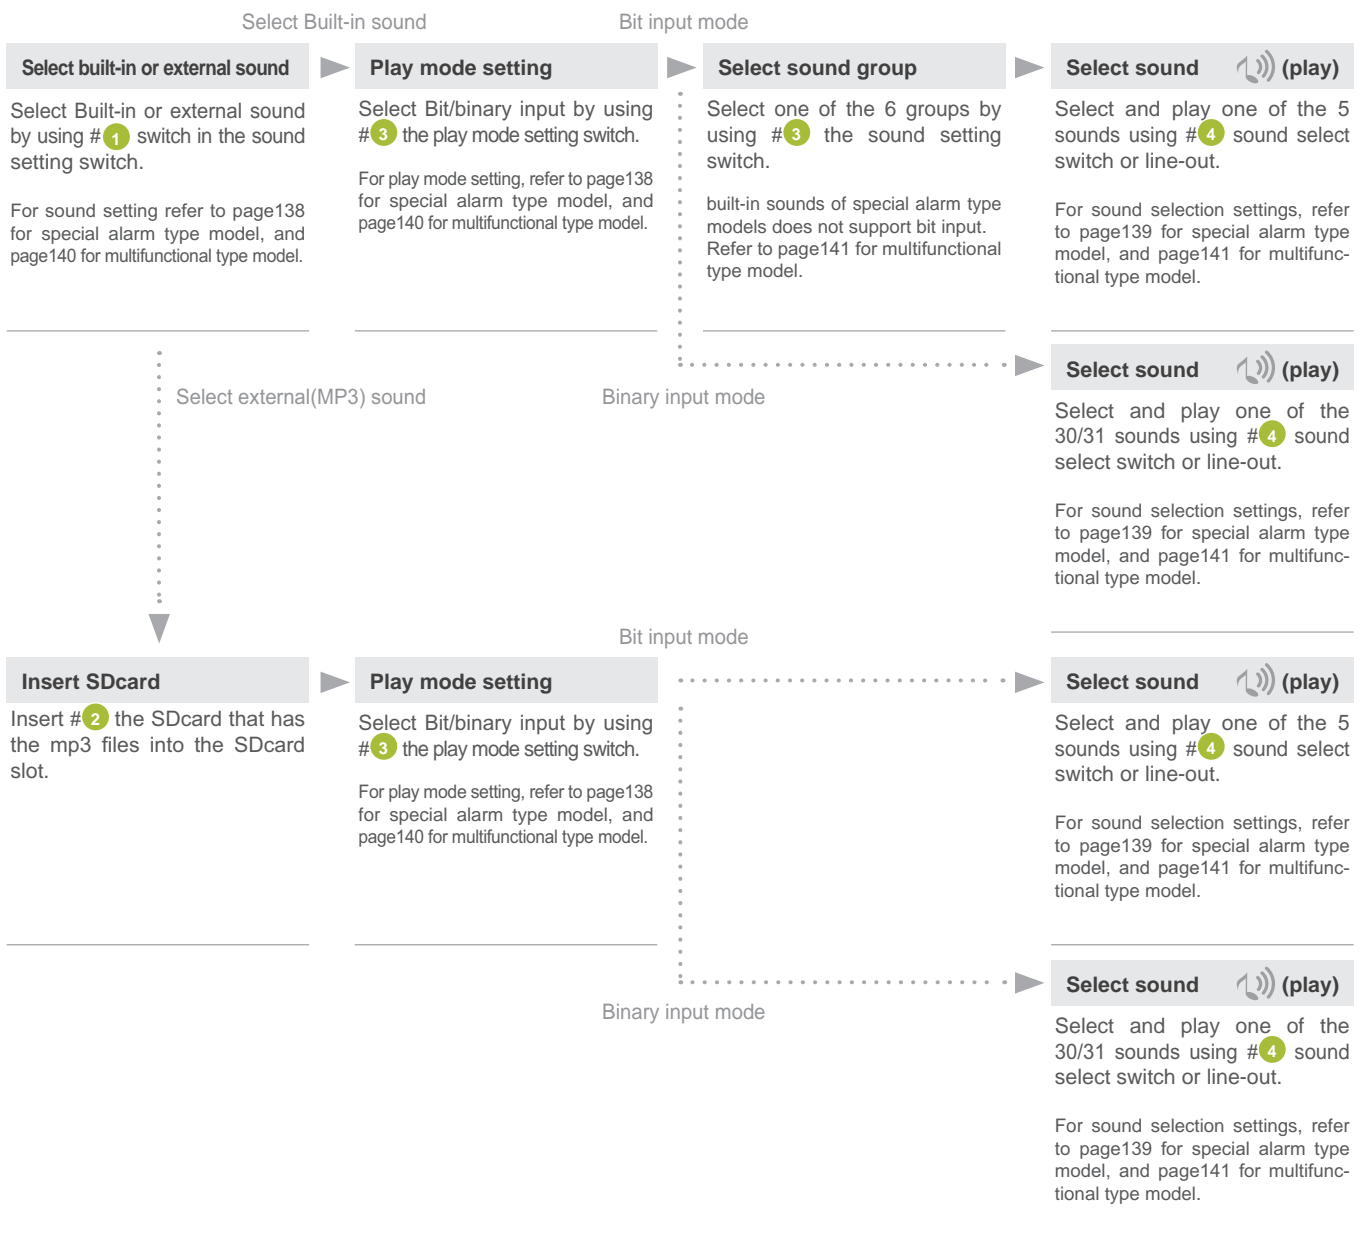 Select Built-in sound
Bit input mode
Select built-in or external sound
Select Built-in or external sound
by using #1 switch in the sound
setting switch.
For sound setting refer to page138
for special alarm type model, and
page140 for multifunctional type model.
Play mode setting
Select Bit/binary input by using
#3 the play mode setting switch.
For play mode setting, refer to page138
for special alarm type model, and
page140 for multifunctional type model.
Select sound group
Select one of the 6 groups by
using #3 the sound setting
switch.
built-in sounds of special alarm type
models does not support bit input.
Refer to page141 for multifunctional
type model.
Select sound (play)
Select and play one of the 5
sounds using #4 sound select
switch or line-out.
For sound selection settings, refer
to page139 for special alarm type
model, and page141 for multifunc-
tional type model.
Select external(MP3) sound
Binary input mode
Select sound (play)
Select and play one of the
30/31 sounds using #4 sound
select switch or line-out.
For sound selection settings, refer
to page139 for special alarm type
model, and page141 for multifunc-
tional type model.
Bit input mode
Insert SDcard
Insert #2 the SDcard that has
the mp3 files into the SDcard
slot.
Play mode setting
Select Bit/binary input by using
#3 the play mode setting switch.
For play mode setting, refer to page138
for special alarm type model, and
page140 for multifunctional type model.
Select sound (play)
Select and play one of the 5
sounds using #4 sound select
switch or line-out.
For sound selection settings, refer
to page139 for special alarm type
model, and page141 for multifunc-
tional type model.
Binary input mode
Select sound (play)
Select and play one of the
30/31 sounds using #4 sound
select switch or line-out.
For sound selection settings, refer
to page139 for special alarm type
model, and page141 for multifunc-
tional type model.